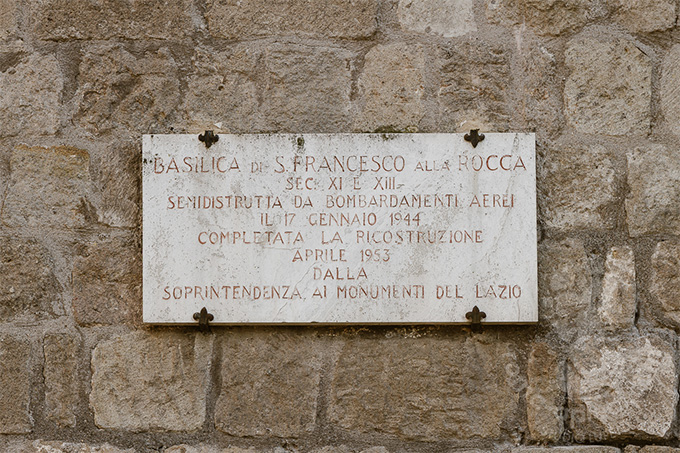 BASILICA DI S. FRANCESCO ALLA ROCCA
SEC. XI E XIII
SEMIDISTRUTTA DA BOMBARDAMENTI AEREI
IL 17 GENNAIO 1944
COMPLETATA LA RICOSTRUZIONE
APRILE 1953
DALLA
SOPRINTENDENZA AI MONUMENTI DEL LAZIO